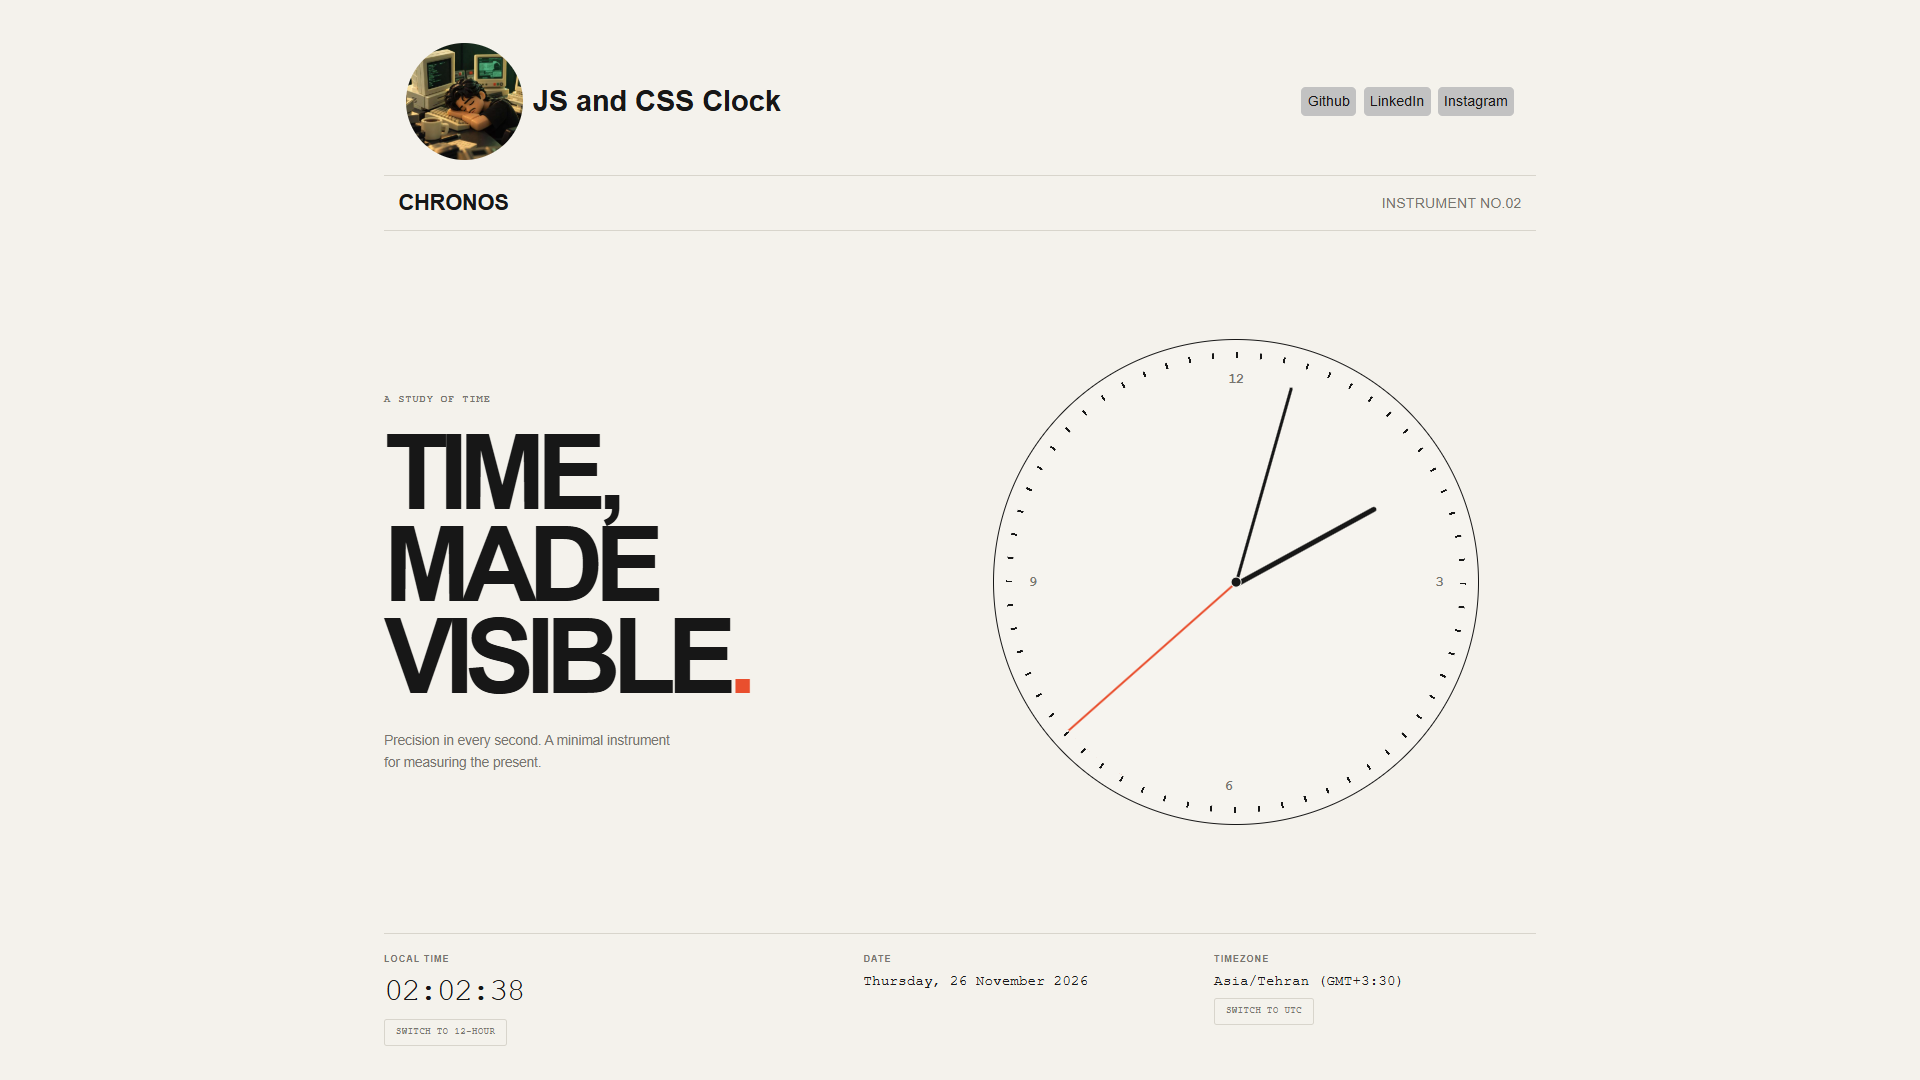 JS and CSS Clock
Github LinkedIn Instagram
CHRONOS
INSTRUMENT NO.02
A STUDY OF TIME
TIME,
MADE
VISIBLE.
Precision in every second. A minimal instrument
for measuring the present.
12
3
6
9
LOCAL TIME
02:02:38
SWITCH TO 12-HOUR
DATE
Thursday, 26 November 2026
TIMEZONE
Asia/Tehran (GMT+3:30)
SWITCH TO UTC